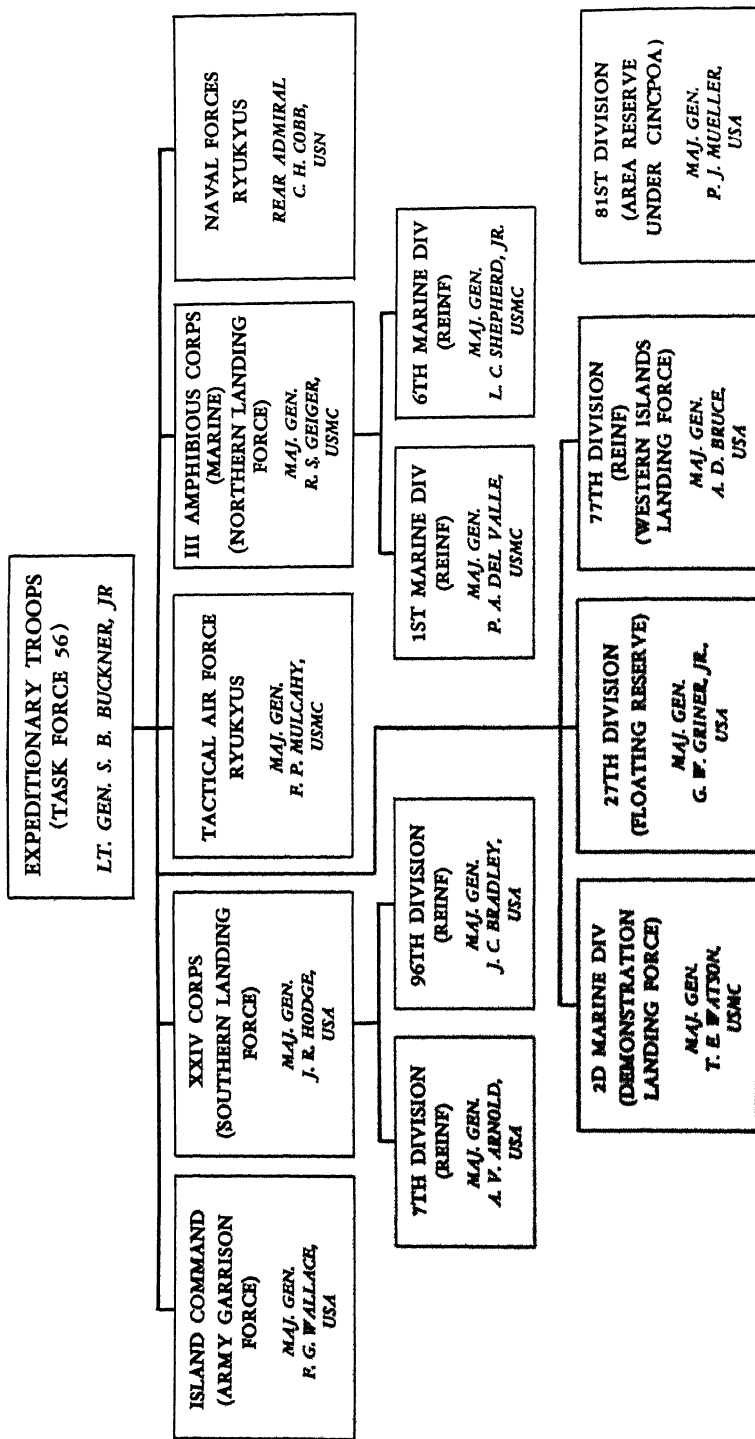 EXPEDITIONARY TROOPS
(TASK FORCE 56)
LT. GEN. S. B. BUCKNER, JR
ISLAND COMMAND
(ARMY GARRISON
FORCE)
MAJ. GEN.
F. G. WALLACE,
USA
XXIV CORPS
(SOUTHERN LANDING
FORCE)
MAJ. GEN.
J. R. HODGE,
USA
TACTICAL AIR FORCE
RYUKYUS
MAJ. GEN.
F. P. MULCAHY,
USMC
III AMPHIBIOUS CORPS
(MARINE)
(NORTHERN LANDING
FORCE)
MAJ. GEN.
R. S. GEIGER,
USMC
NAVAL FORCES
RYUKYUS
REAR ADMIRAL
C. H. COBB,
USN
7TH DIVISION
(REINF)
MAJ. GEN.
A. V. ARNOLD,
USA
96TH DIVISION
(REINF)
MAJ. GEN.
J. C. BRADLEY,
USA
1ST MARINE DIV
(REINF)
MAJ. GEN.
P. A. DEL VALLE,
USMC
6TH MARINE DIV
(REINF)
MAJ. GEN.
L. C. SHEPHERD, JR.
USMC
2D MARINE DIV
(DEMONSTRATION
LANDING FORCE)
MAJ. GEN.
T. E. WATSON,
USMC
27TH DIVISION
(FLOATING RESERVE)
MAJ. GEN.
G. W. GRINER, JR.,
USA
77TH DIVISION
(REINF)
(WESTERN ISLANDS
LANDING FORCE)
MAJ. GEN.
A. D. BRUCE,
USA
81ST DIVISION
(AREA RESERVE
UNDER CINCPOA)
MAJ. GEN.
P. J. MUELLER,
USA